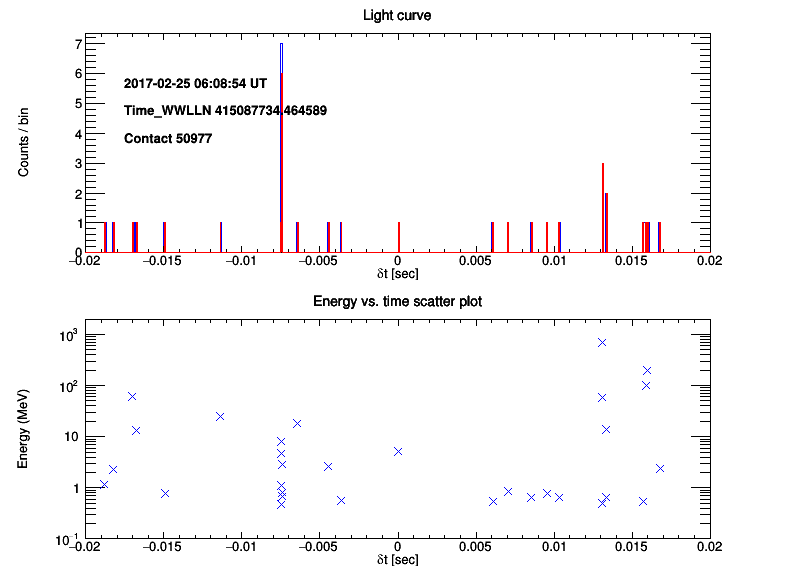 Light curve
Counts / bin
7
6
5
4
3
2
1
0
2017-02-25 06:08:54 UT
Time_WWLLN 415087734.464589
Contact 50977
−0.02 −0.015 −0.01 −0.005 0 0.005 0.01 0.015 0.02
δt [sec]
Energy vs. time scatter plot
Energy (MeV)
10³
10²
10
1
10⁻¹
−0.02 −0.015 −0.01 −0.005 0 0.005 0.01 0.015 0.02
δt [sec]